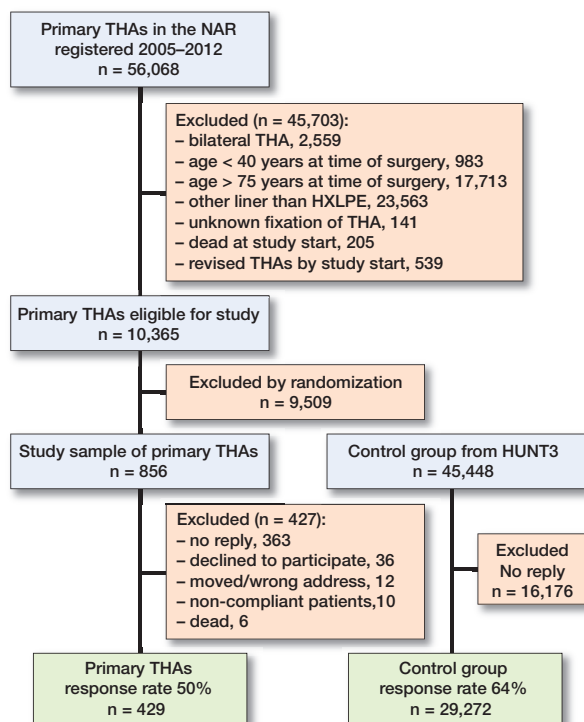 Primary THAs in the NAR
registered 2005–2012
n = 56,068
Excluded (n = 45,703):
– bilateral THA, 2,559
– age < 40 years at time of surgery, 983
– age > 75 years at time of surgery, 17,713
– other liner than HXLPE, 23,563
– unknown fixation of THA, 141
– dead at study start, 205
– revised THAs by study start, 539
Primary THAs eligible for study
n = 10,365
Excluded by randomization
n = 9,509
Study sample of primary THAs
n = 856
Control group from HUNT3
n = 45,448
Excluded (n = 427):
– no reply, 363
– declined to participate, 36
– moved/wrong address, 12
– non-compliant patients,10
– dead, 6
Excluded
No reply
n = 16,176
Primary THAs
response rate 50%
n = 429
Control group
response rate 64%
n = 29,272